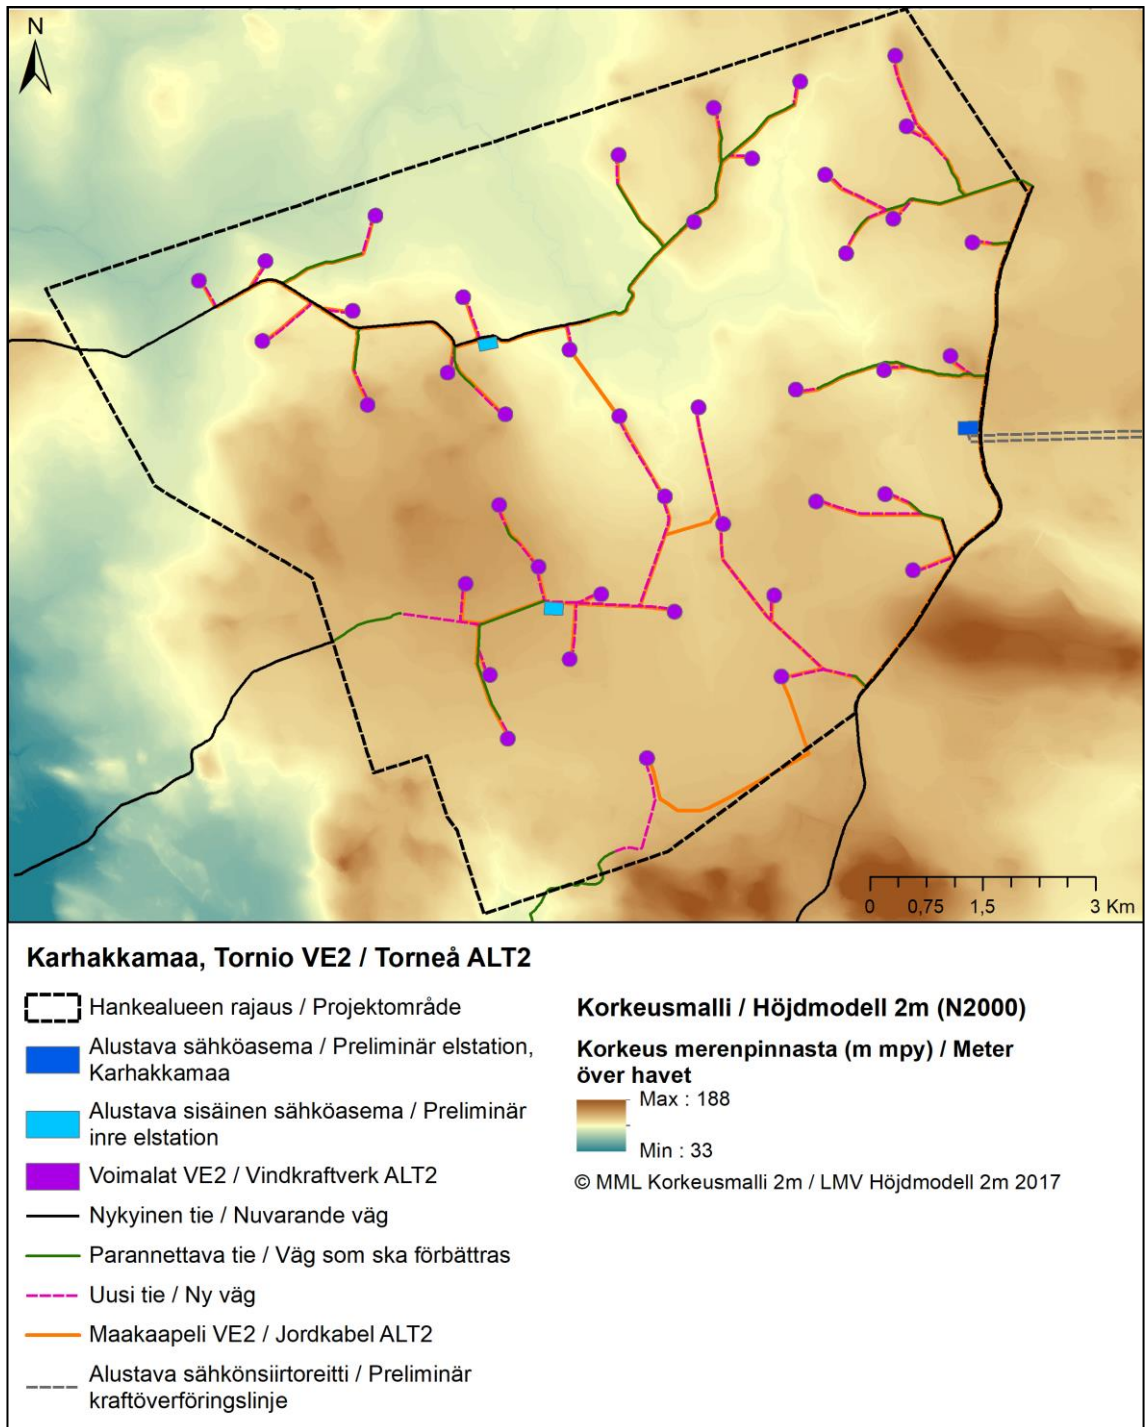 N
0 0,75 1,5 3 Km
Karhakkamaa, Tornio VE2 / Torneå ALT2
Hankealueen rajaus / Projektområde
Alustava sähköasema / Preliminär elstation,
Karhakkamaa
Alustava sisäinen sähköasema / Preliminär
inre elstation
Voimalat VE2 / Vindkraftverk ALT2
Nykyinen tie / Nuvarande väg
Parannettava tie / Väg som ska förbättras
Uusi tie / Ny väg
Maakaapeli VE2 / Jordkabel ALT2
Alustava sähkönsiirtoreitti / Preliminär
kraftöverföringslinje
Korkeusmalli / Höjdmodell 2m (N2000)
Korkeus merenpinnasta (m mpy) / Meter
över havet
Max : 188
Min : 33
© MML Korkeusmalli 2m / LMV Höjdmodell 2m 2017